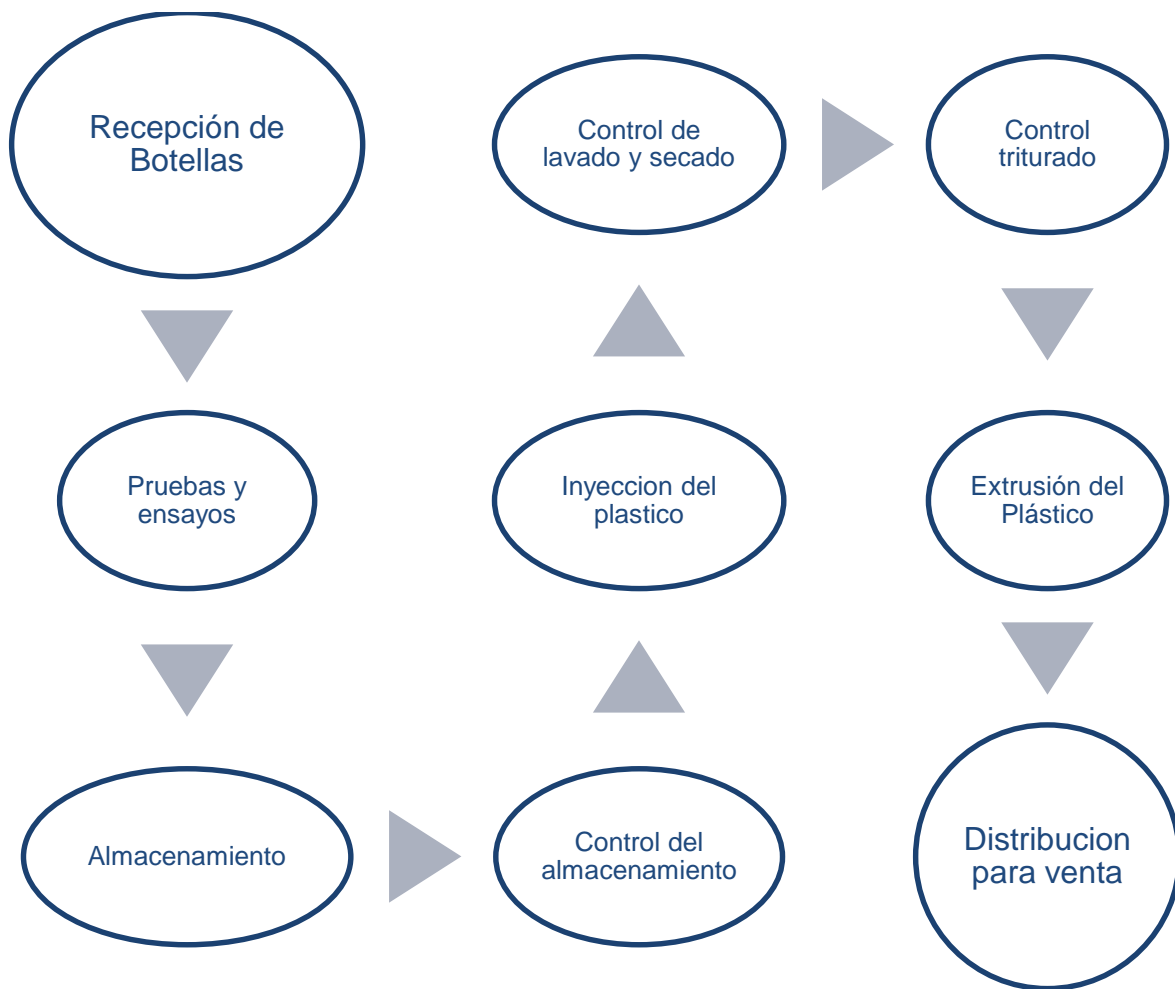 Recepción de
Botellas
Pruebas y
ensayos
Almacenamiento
Control del
almacenamiento
Inyeccion del
plastico
Control de
lavado y secado
Control
triturado
Extrusión del
Plástico
Distribucion
para venta